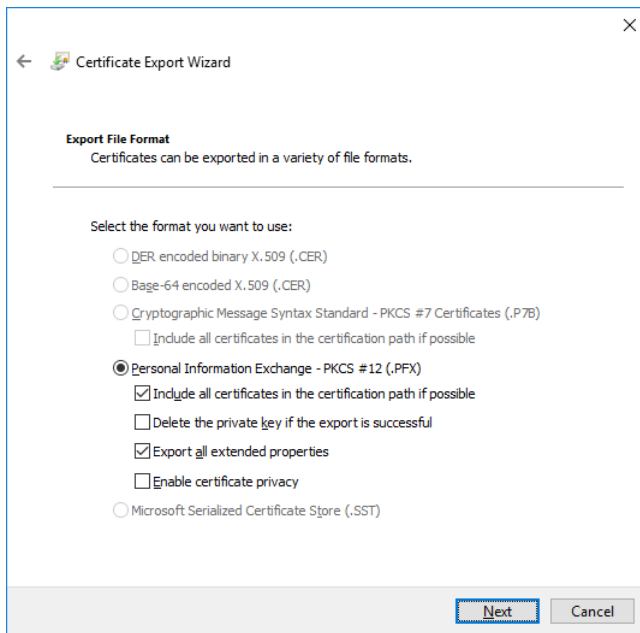 Certificate Export Wizard
Export File Format
Certificates can be exported in a variety of file formats.
Select the format you want to use:
DER encoded binary X.509 (.CER)
Base-64 encoded X.509 (.CER)
Cryptographic Message Syntax Standard - PKCS #7 Certificates (.P7B)
Include all certificates in the certification path if possible
Personal Information Exchange - PKCS #12 (.PFX)
Include all certificates in the certification path if possible
Delete the private key if the export is successful
Export all extended properties
Enable certificate privacy
Microsoft Serialized Certificate Store (.SST)
Next Cancel